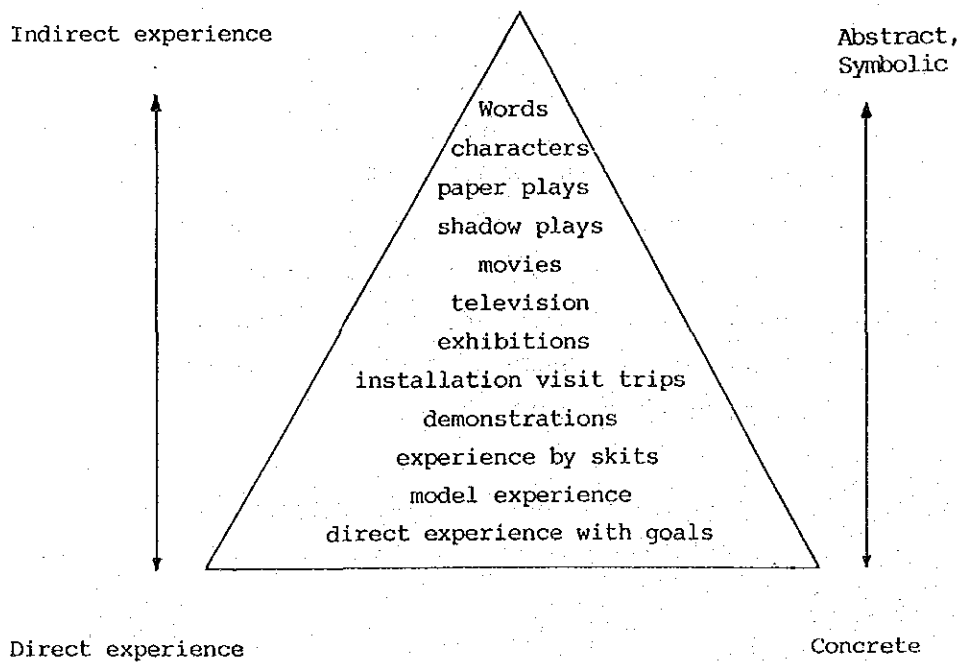 Indirect experience
Abstract,
Symbolic
Words
characters
paper plays
shadow plays
movies
television
exhibitions
installation visit trips
demonstrations
experience by skits
model experience
direct experience with goals
Direct experience
Concrete